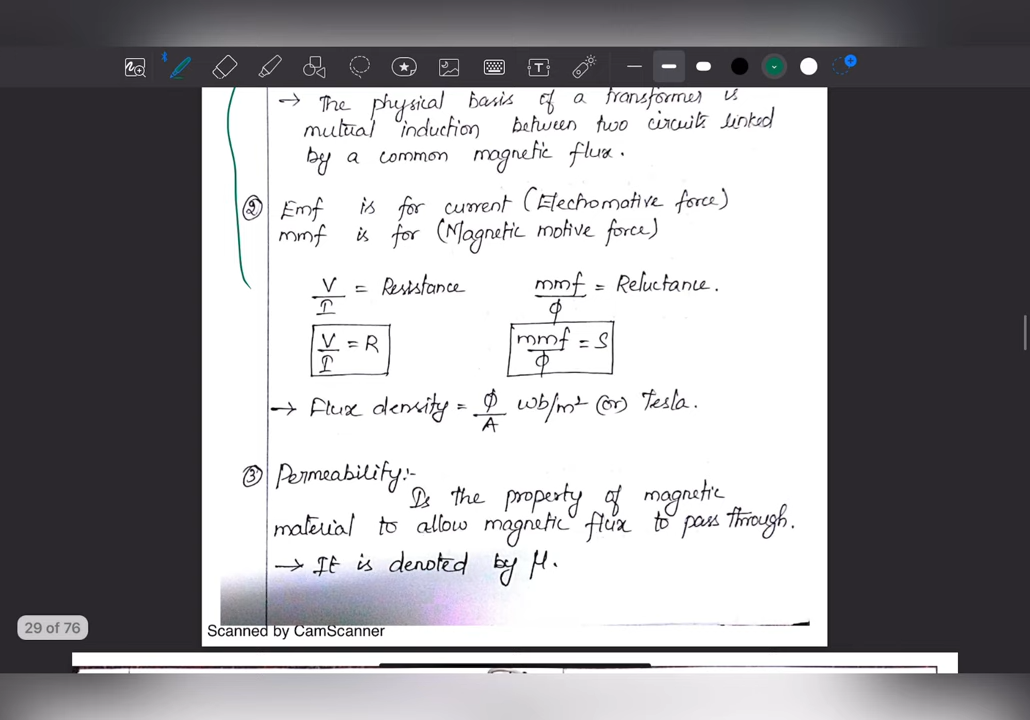 → The physical basis of a transformer is
mutual induction between two circuits linked
by a common magnetic flux.
② Emf is for current (Electromotive force)
mmf is for (Magnetic motive force)
V/I = Resistance mmf/ϕ = Reluctance.
V/I = R mmf/ϕ = S
→ Flux density = ϕ/A wb/m² (or) Tesla.
③ Permeability:-
Is the property of magnetic
material to allow magnetic flux to pass through.
→ It is denoted by μ.
29 of 76
Scanned by CamScanner